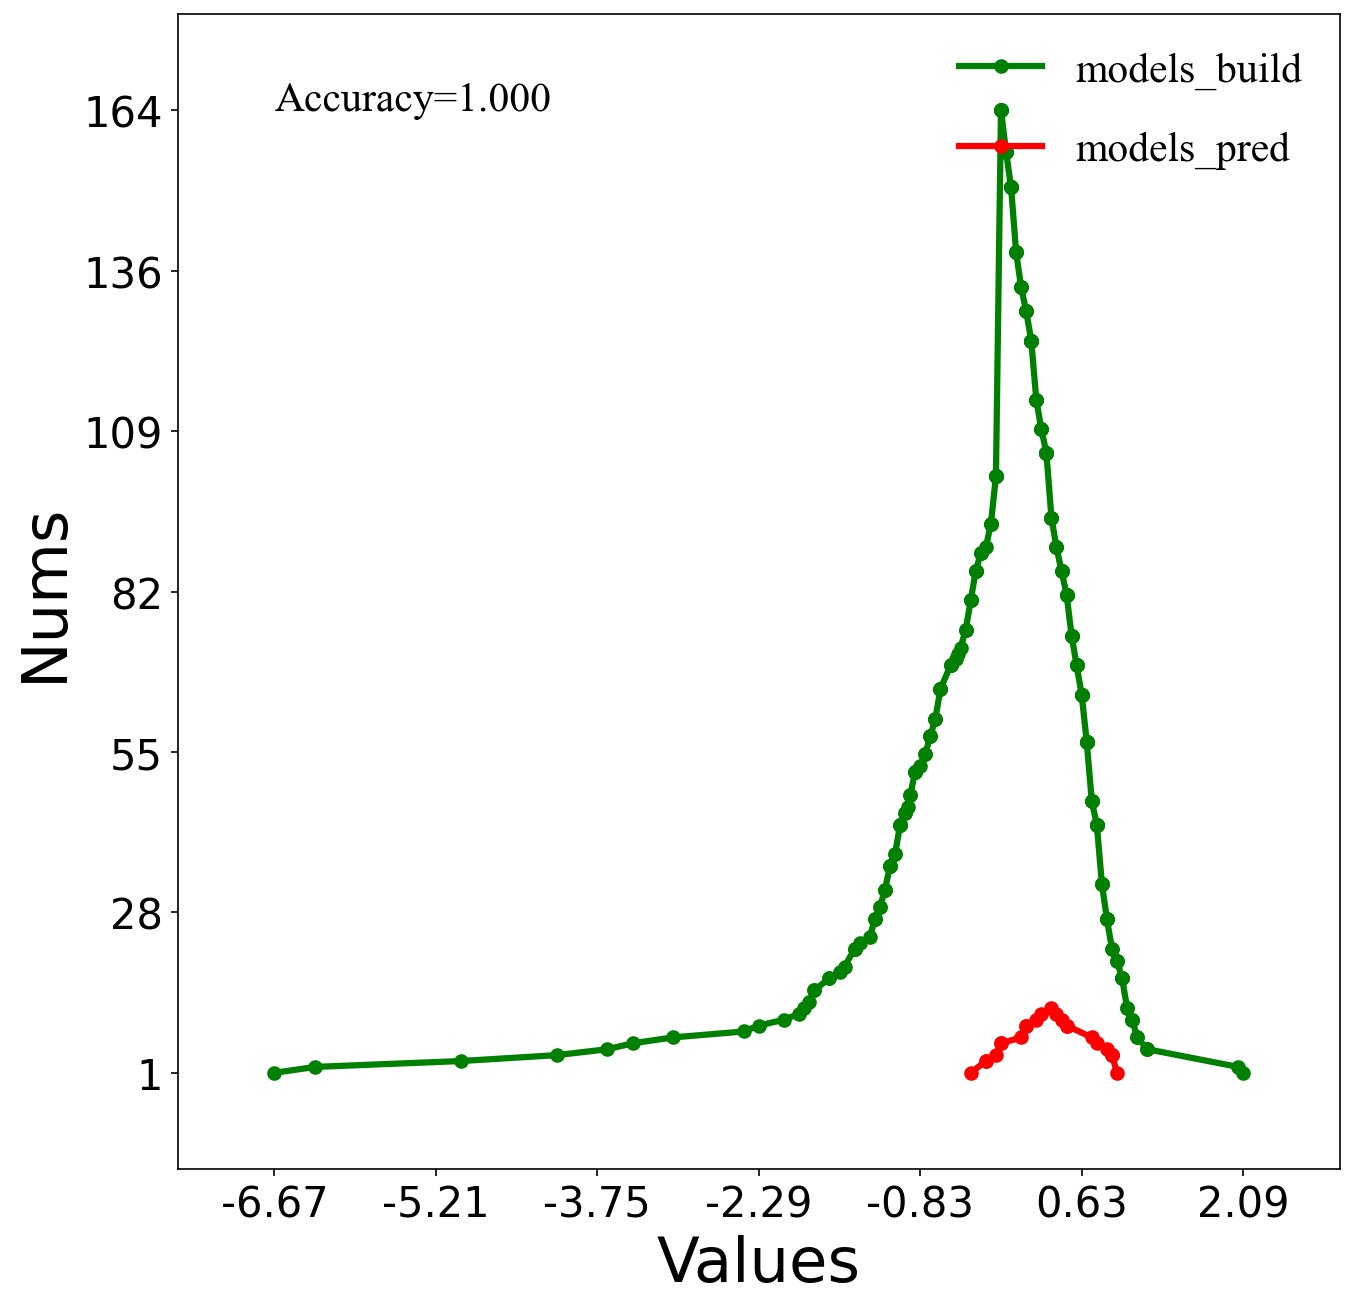 Accuracy=1.000
models_build
models_pred
164
136
109
82
55
28
1
Nums
-6.67 -5.21 -3.75 -2.29 -0.83 0.63 2.09
Values